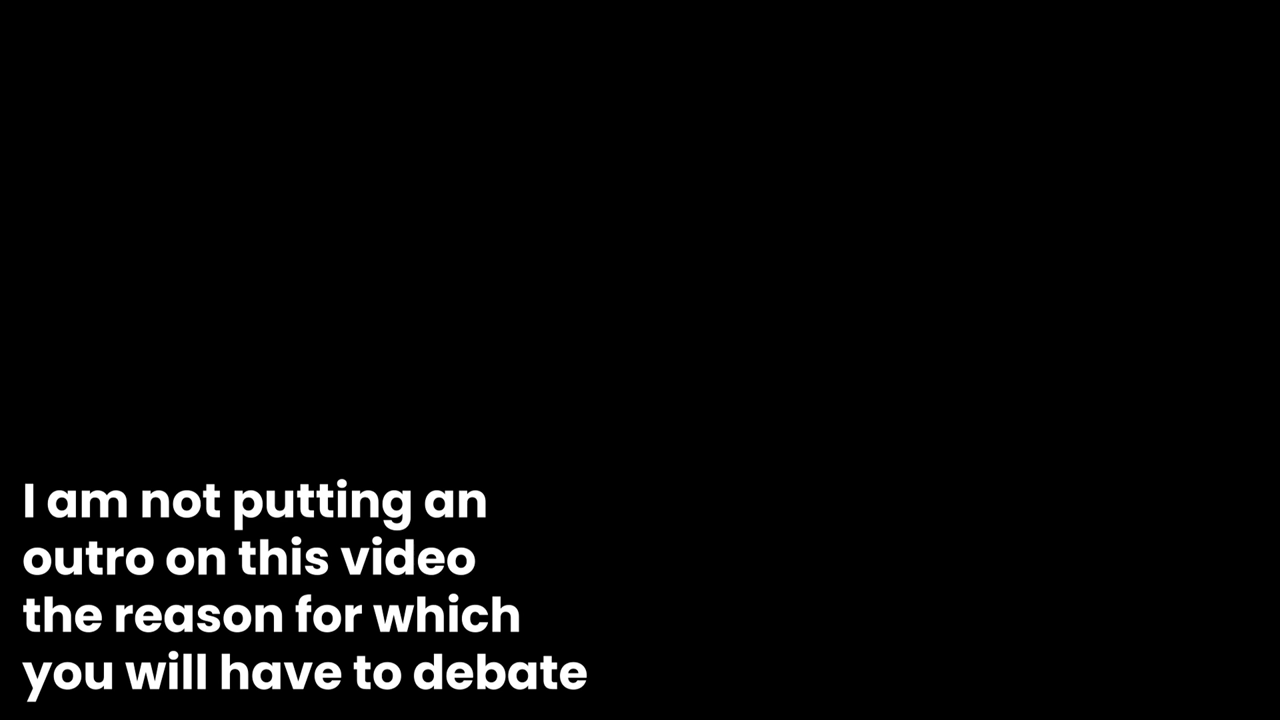 I am not putting an
outro on this video
the reason for which
you will have to debate